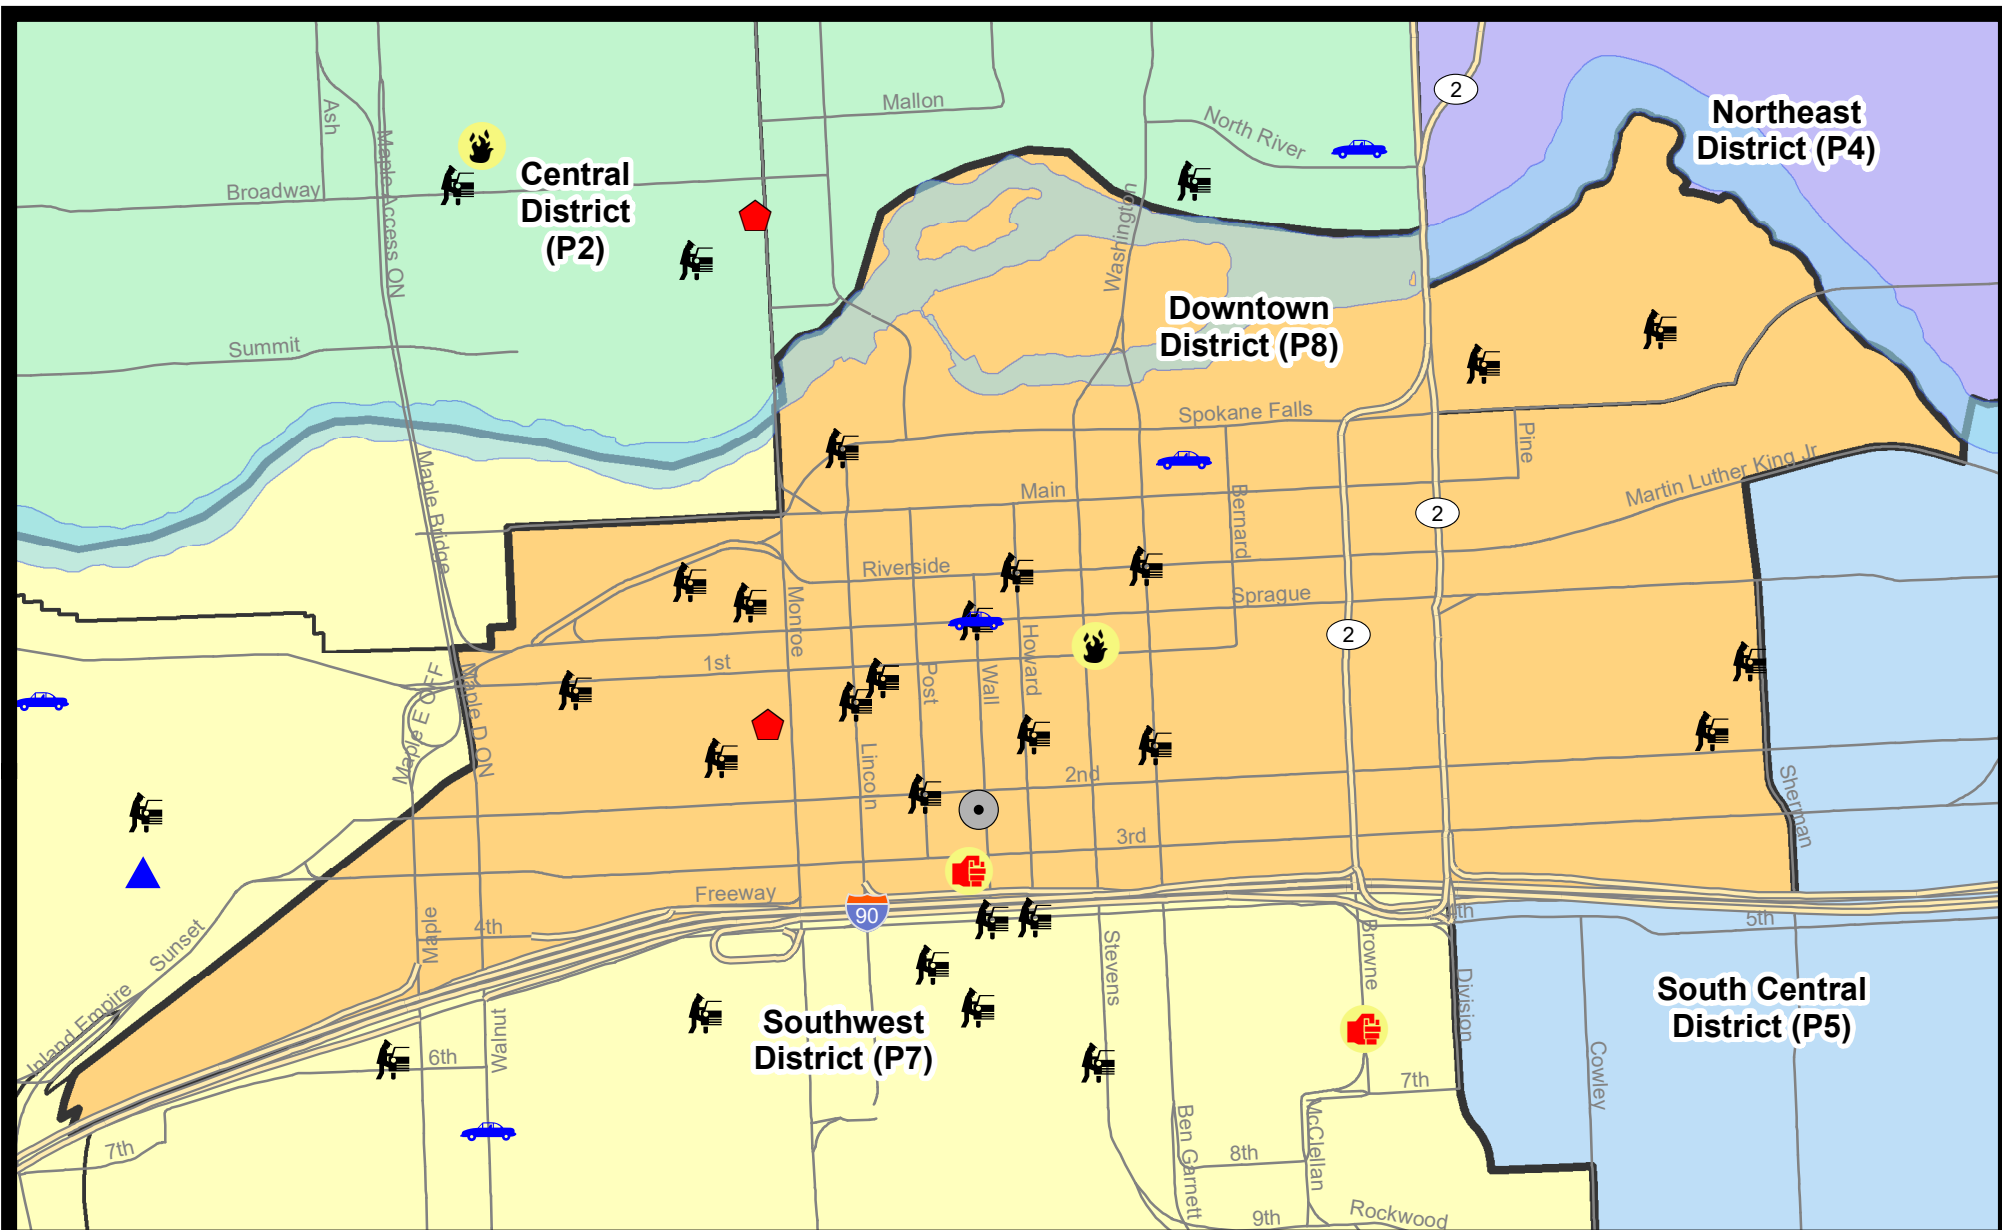 2
Mallon
Ash
North River
Northeast
District (P4)
Maple Access ON
Central
District
(P2)
Broadway
Washington
Downtown
District (P8)
Summit
Spokane Falls
Pine
Maple Bridge
Main
Bernard
Martin Luther King Jr
2
Riverside
Sprague
Monroe
Howard
2
1st
Post
Wall
Maple E OFF
Maple D ON
Lincoln
2nd
Sherman
3rd
Freeway
90
Maple
4th
4th
5th
Sunset
Stevens
Browne
Division
Inland Empire
Walnut
Southwest
District (P7)
South Central
District (P5)
6th
Cowley
7th
7th
Ben Garnett
McClellan
8th
9th
Rockwood